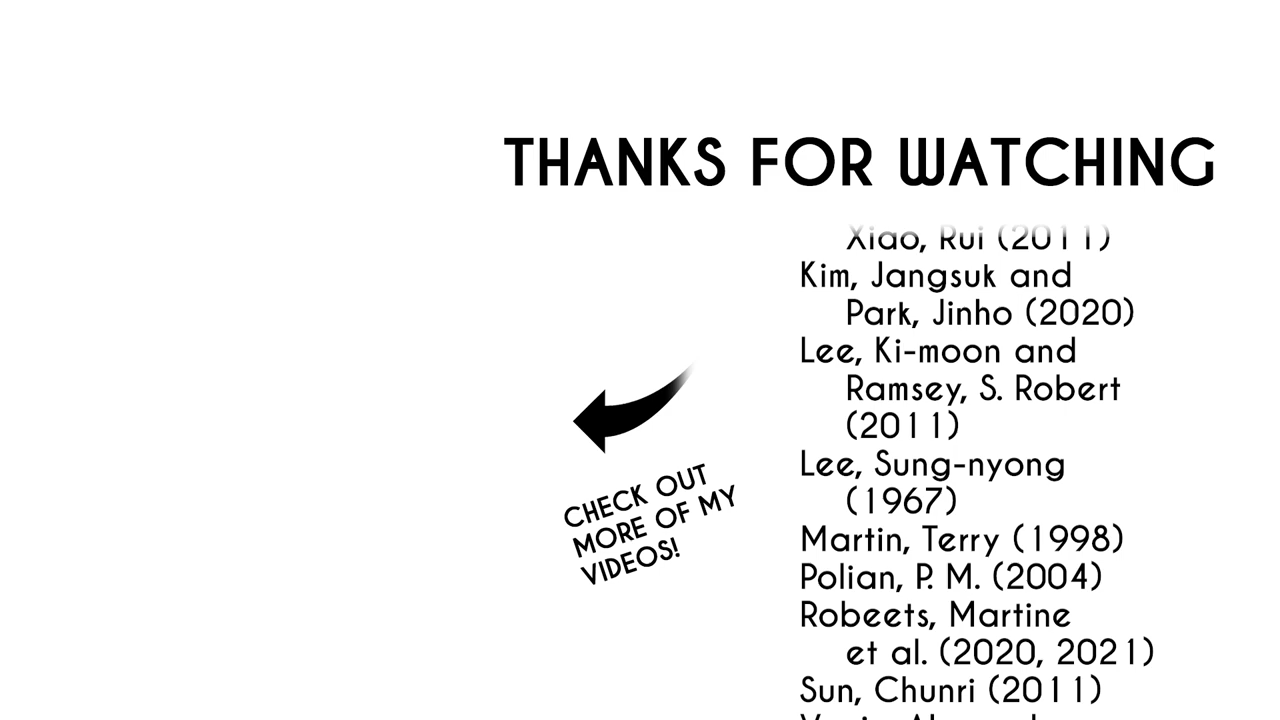 THANKS FOR WATCHING
Xiao, Rui (2011)
Kim, Jangsuk and
Park, Jinho (2020)
Lee, Ki-moon and
Ramsey, S. Robert
(2011)
Lee, Sung-nyong
(1967)
Martin, Terry (1998)
Polian, P. M. (2004)
Robeets, Martine
et al. (2020, 2021)
Sun, Chunri (2011)
CHECK OUT
MORE OF MY
VIDEOS!